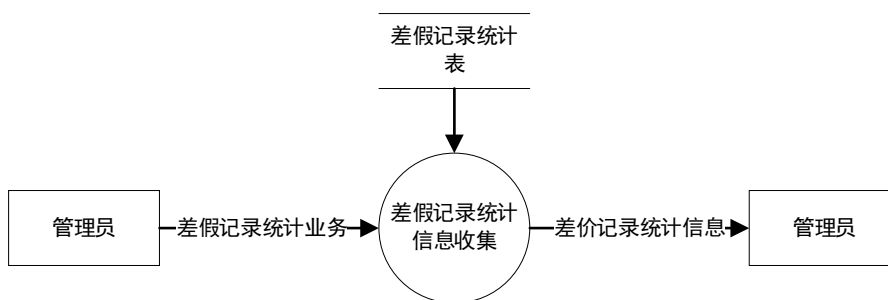 差假记录统计
表
管理员
差假记录统计业务
差假记录统计
信息收集
差价记录统计信息
管理员